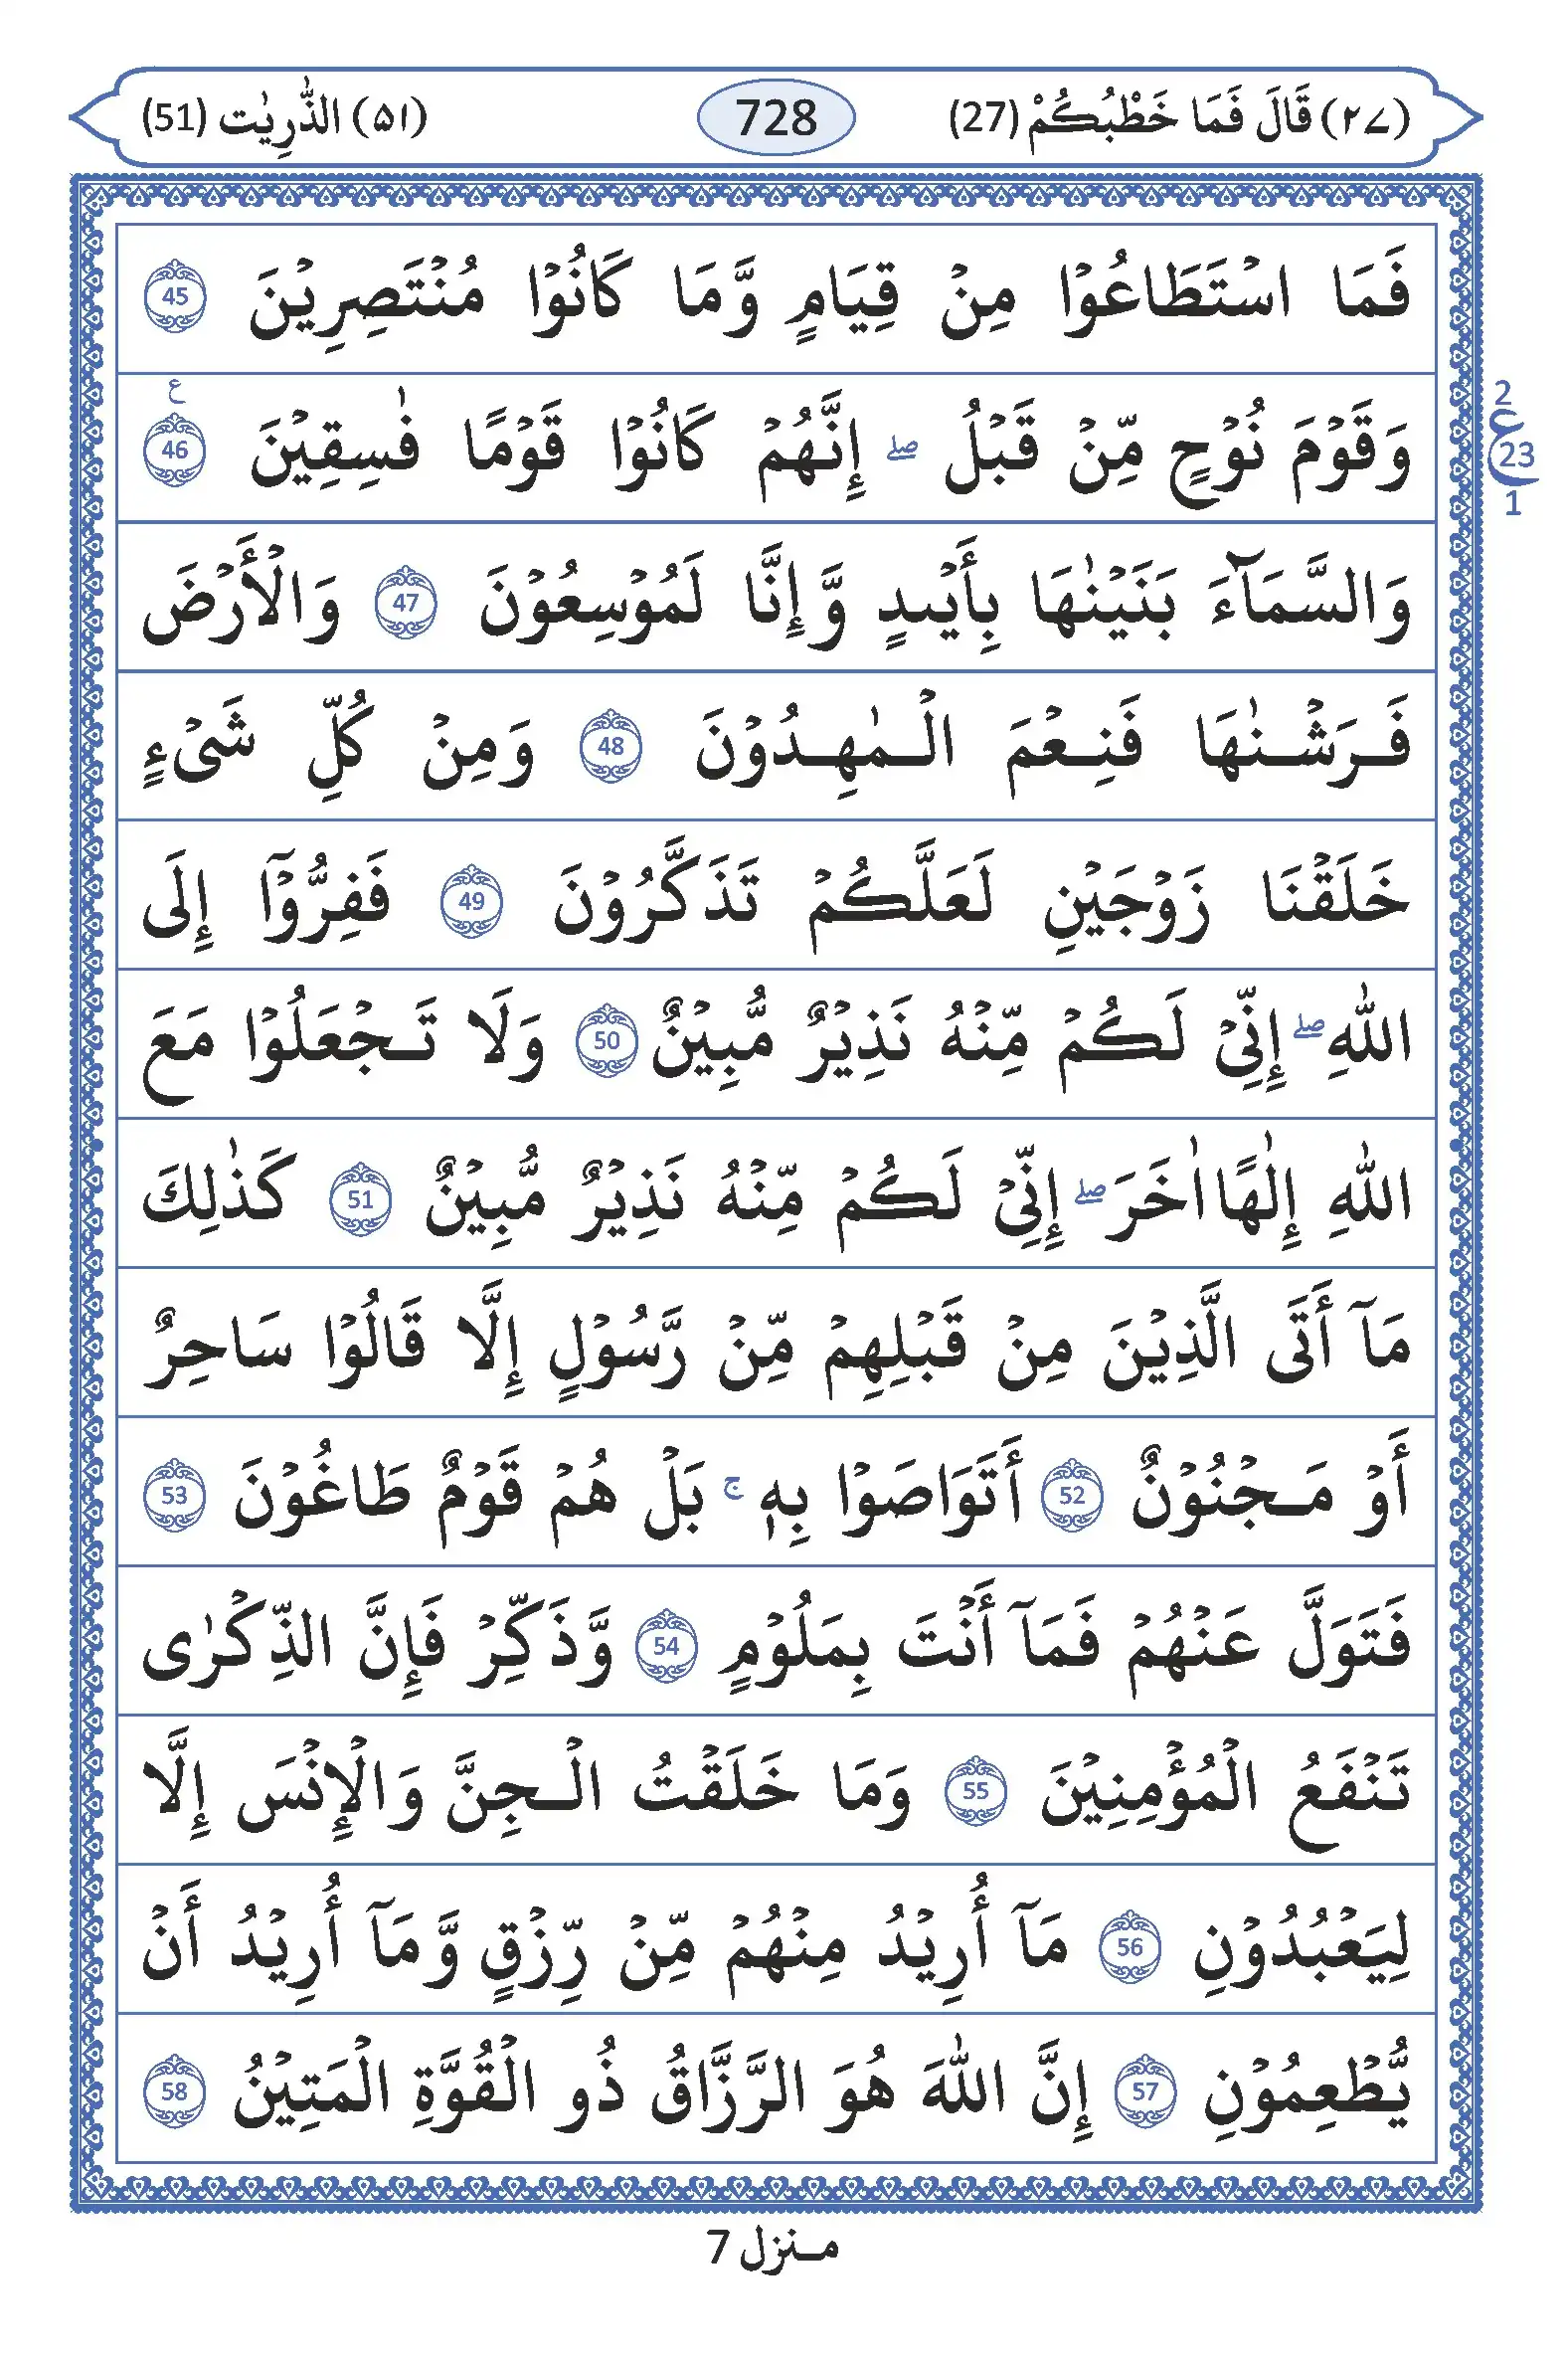 (٢٧) قَالَ فَمَا خَطْبُكُمْ (27) 728 (٥١) الذّٰرِيٰت (51)
فَمَا اسْتَطَاعُوْا مِنْ قِيَامٍ وَّمَا كَانُوْا مُنْتَصِرِيْنَ 45
وَقَوْمَ نُوْحٍ مِّنْ قَبْلُ ۖ إِنَّهُمْ كَانُوْا قَوْمًا فٰسِقِيْنَ 46 ع
2
ع 23
1
وَالسَّمَآءَ بَنَيْنٰهَا بِأَيْىدٍ وَّإِنَّا لَمُوْسِعُوْنَ 47 وَالْأَرْضَ
فَرَشْنٰهَا فَنِعْمَ الْمٰهِدُوْنَ 48 وَمِنْ كُلِّ شَىْءٍ
خَلَقْنَا زَوْجَيْنِ لَعَلَّكُمْ تَذَكَّرُوْنَ 49 فَفِرُّوْٓا إِلَى
اللّٰهِ ۖ إِنِّىْ لَكُمْ مِّنْهُ نَذِيْرٌ مُّبِيْنٌ 50 وَلَا تَجْعَلُوْا مَعَ
اللّٰهِ إِلٰهًا اٰخَرَ ۖ إِنِّىْ لَكُمْ مِّنْهُ نَذِيْرٌ مُّبِيْنٌ 51 كَذٰلِكَ
مَآ أَتَى الَّذِيْنَ مِنْ قَبْلِهِمْ مِّنْ رَّسُوْلٍ إِلَّا قَالُوْا سَاحِرٌ
أَوْ مَجْنُوْنٌ 52 أَتَوَاصَوْا بِهٖ ۚ بَلْ هُمْ قَوْمٌ طَاغُوْنَ 53
فَتَوَلَّ عَنْهُمْ فَمَآ أَنْتَ بِمَلُوْمٍ 54 وَّذَكِّرْ فَإِنَّ الذِّكْرٰى
تَنْفَعُ الْمُؤْمِنِيْنَ 55 وَمَا خَلَقْتُ الْجِنَّ وَالْإِنْسَ إِلَّا
لِيَعْبُدُوْنِ 56 مَآ أُرِيْدُ مِنْهُمْ مِّنْ رِّزْقٍ وَّمَآ أُرِيْدُ أَنْ
يُّطْعِمُوْنِ 57 إِنَّ اللّٰهَ هُوَ الرَّزَّاقُ ذُو الْقُوَّةِ الْمَتِيْنُ 58
منزل 7